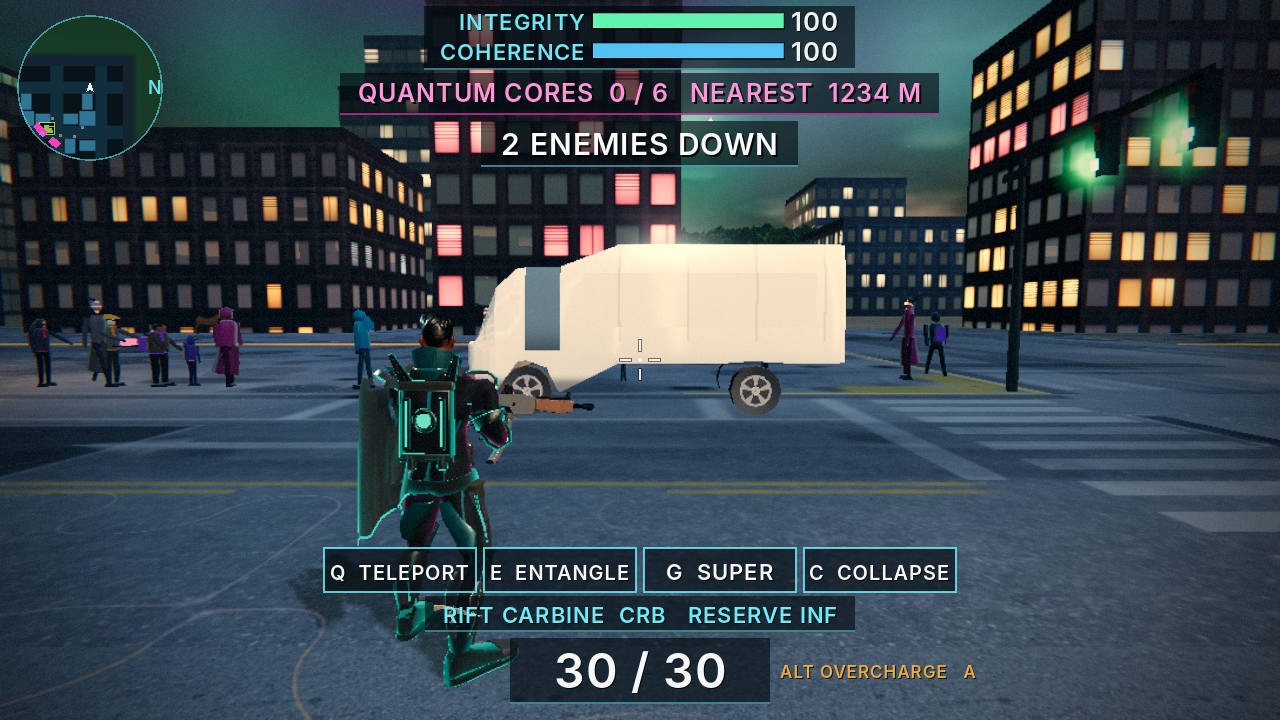 INTEGRITY 100
COHERENCE 100
N
QUANTUM CORES 0 / 6 NEAREST 1234 M
2 ENEMIES DOWN
Q TELEPORT E ENTANGLE G SUPER C COLLAPSE
RIFT CARBINE CRB RESERVE INF
30 / 30
ALT OVERCHARGE A